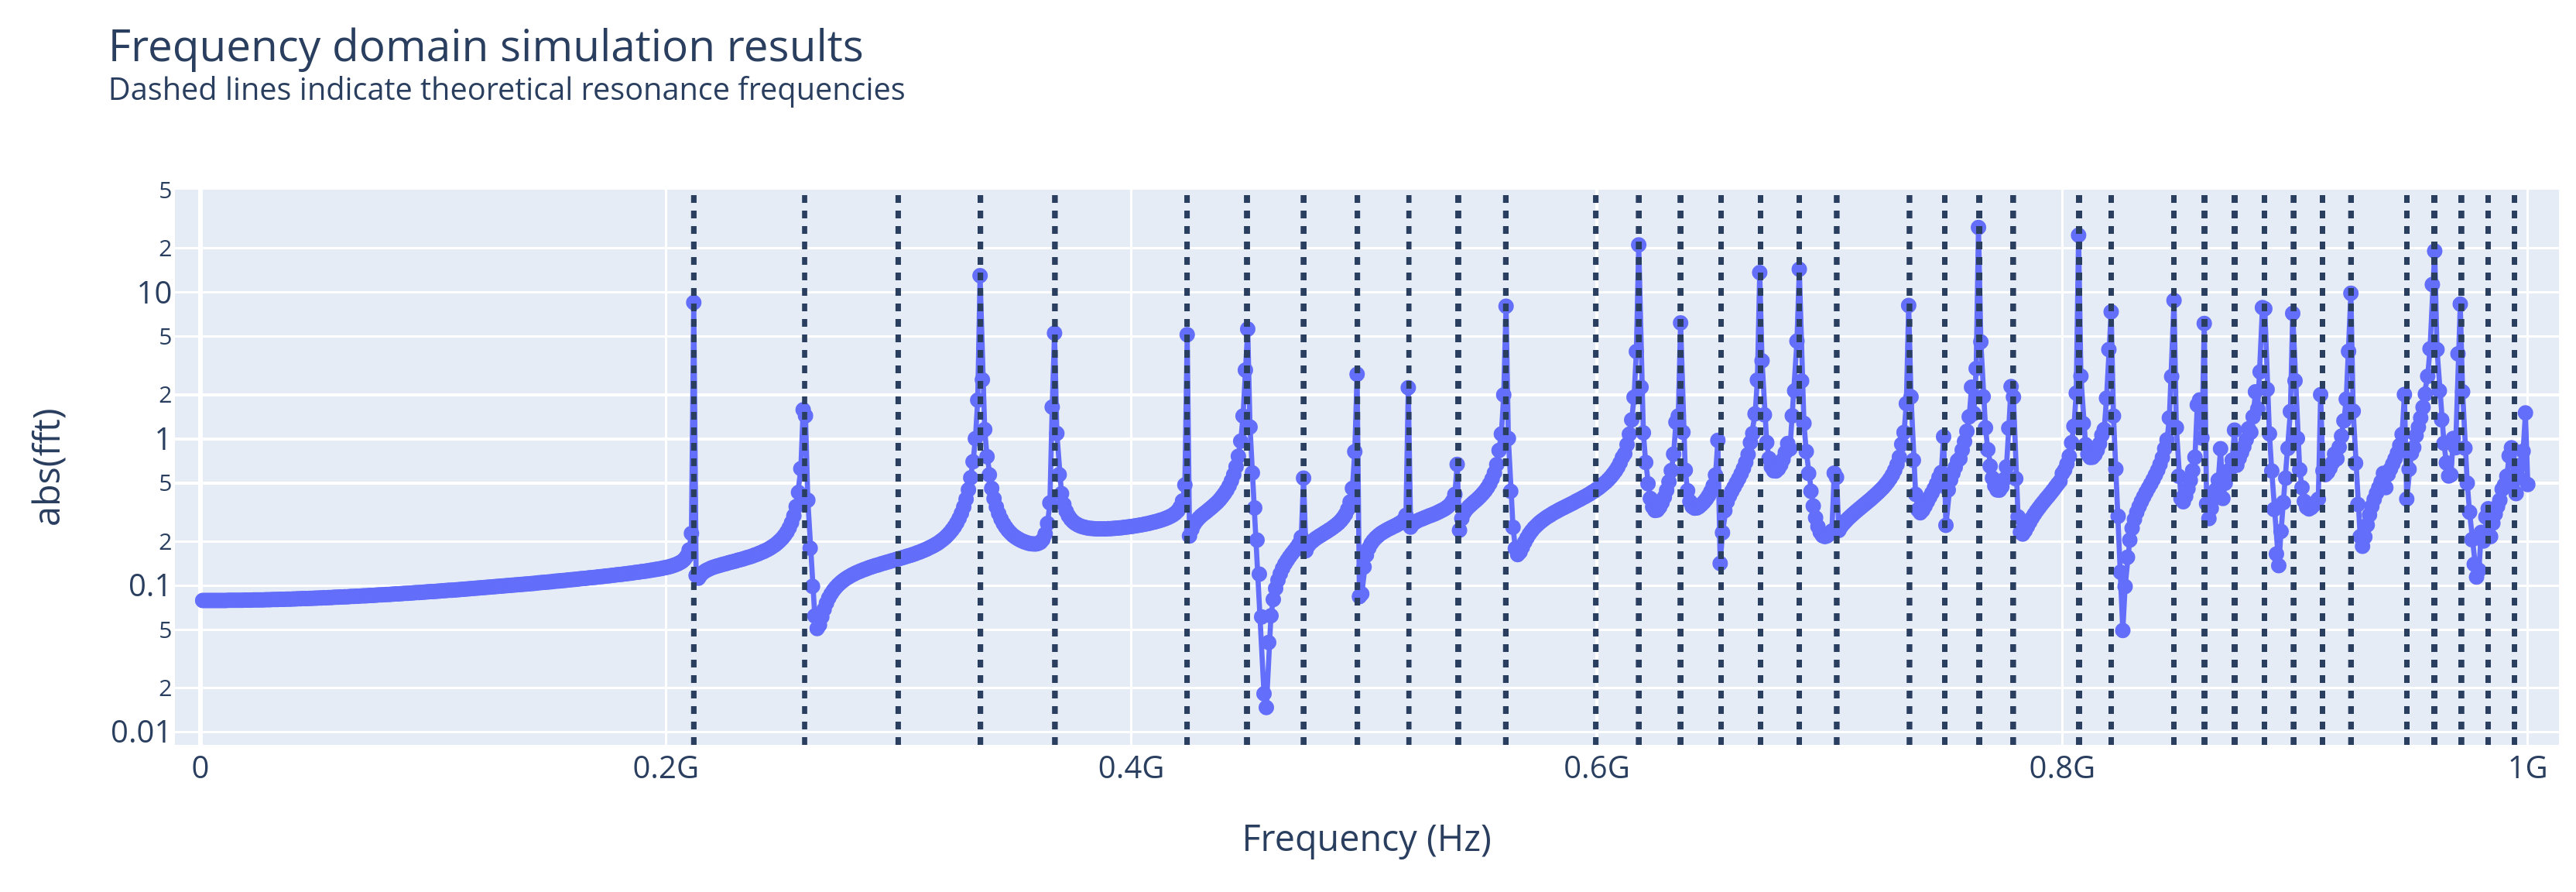 Frequency domain simulation results
Dashed lines indicate theoretical resonance frequencies
5
2
10
5
2
1
5
2
0.1
5
2
0.01
abs(fft)
0 0.2G 0.4G 0.6G 0.8G 1G
Frequency (Hz)